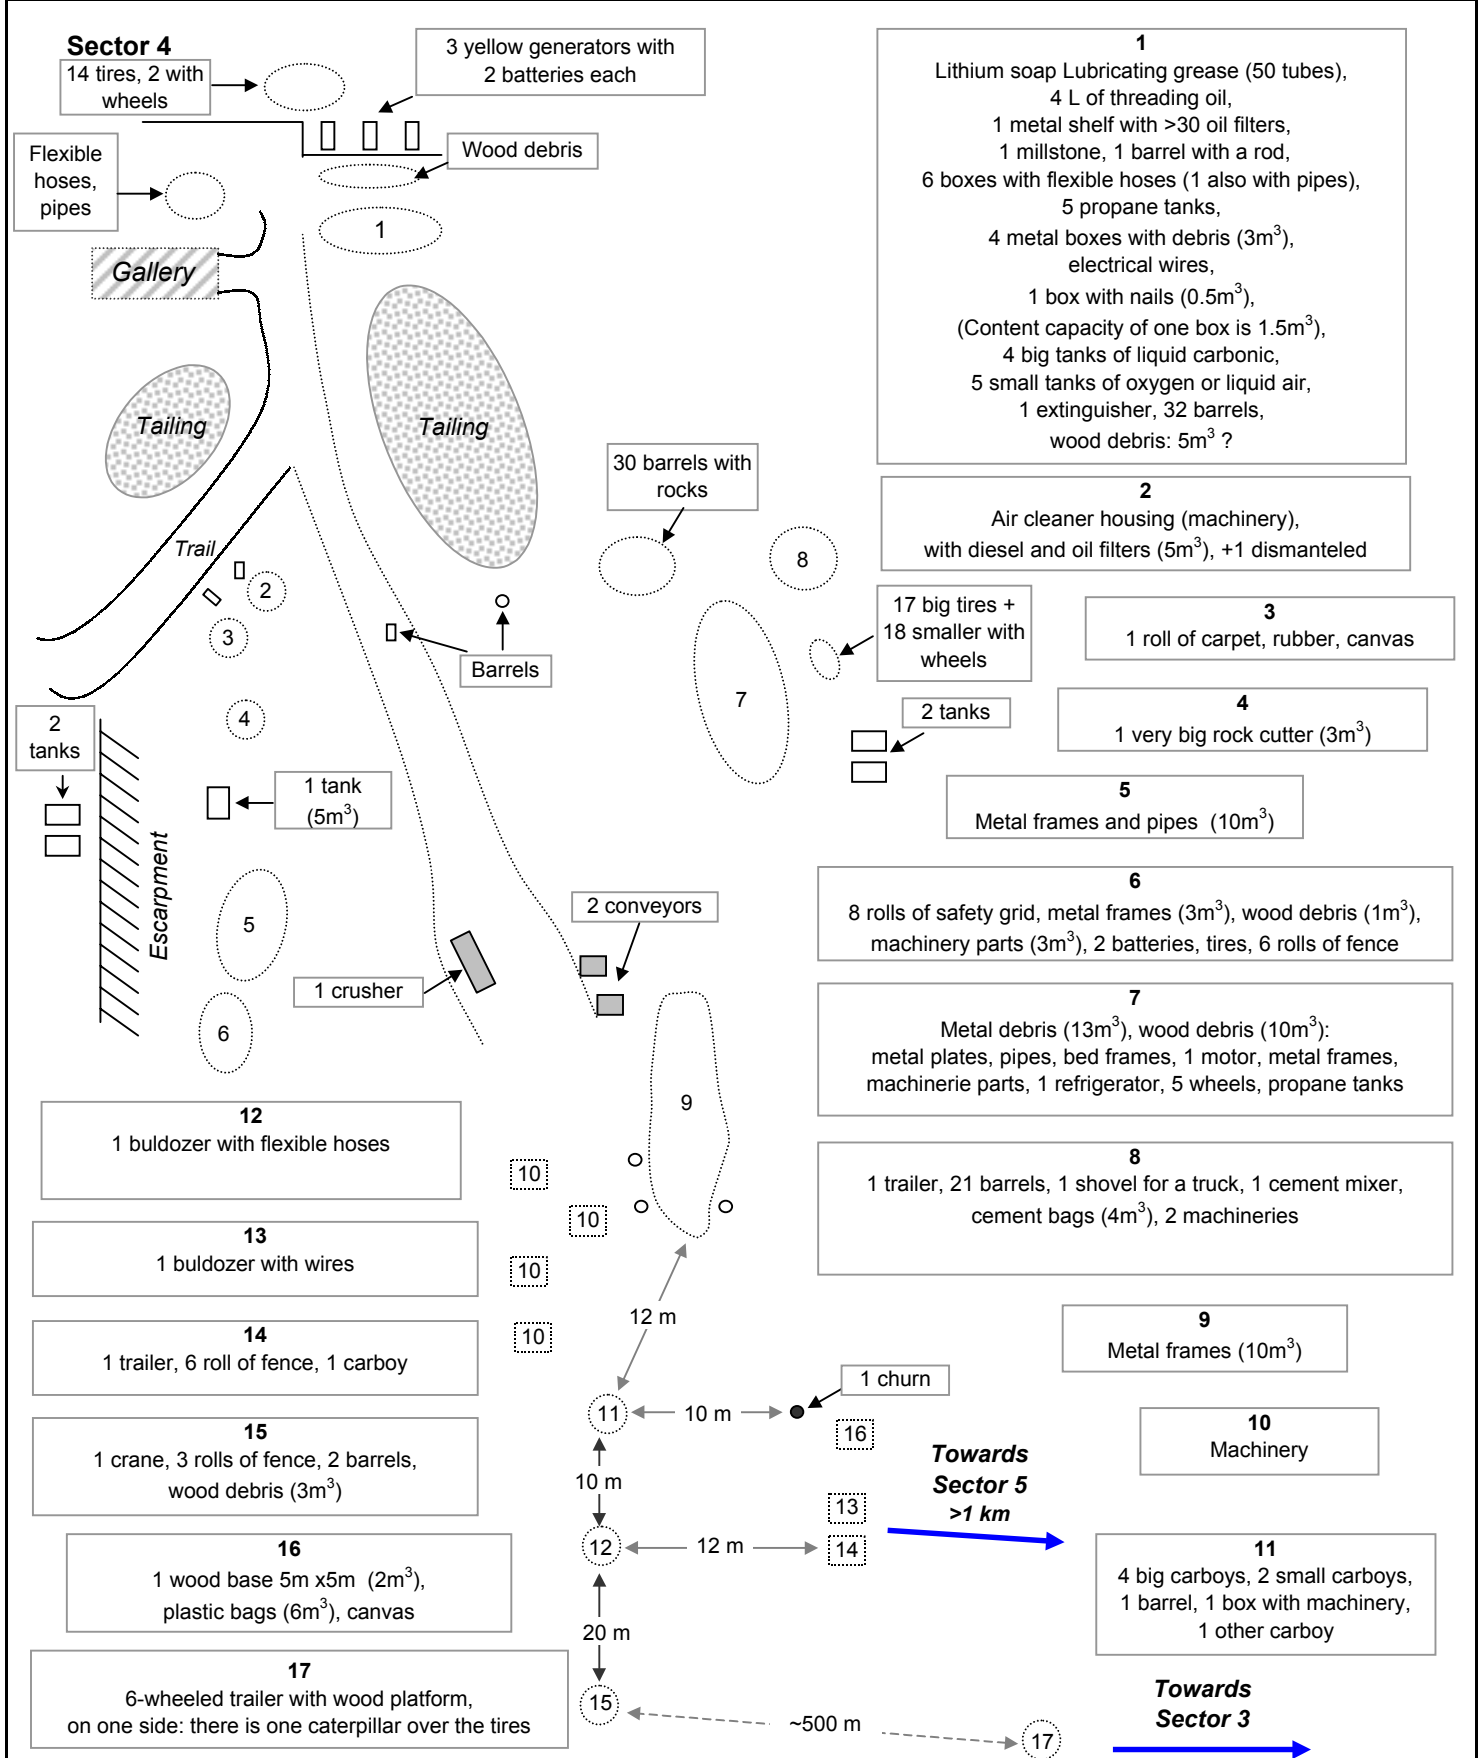 Sector 4
14 tires, 2 with
wheels
3 yellow generators with
2 batteries each
Flexible
hoses,
pipes
Wood debris
1
Gallery
Tailing
Tailing
Trail
2
3
4
Barrels
30 barrels with
rocks
8
7
17 big tires +
18 smaller with
wheels
2 tanks
2
tanks
1 tank
(5m³)
Escarpment
5
6
1 crusher
2 conveyors
9
10
10
10
10
12 m
11
10 m
1 churn
16
10 m
12
12 m
13
14
20 m
15
~500 m
17
Towards
Sector 5
>1 km
Towards
Sector 3
1
Lithium soap Lubricating grease (50 tubes),
4 L of threading oil,
1 metal shelf with >30 oil filters,
1 millstone, 1 barrel with a rod,
6 boxes with flexible hoses (1 also with pipes),
5 propane tanks,
4 metal boxes with debris (3m³),
electrical wires,
1 box with nails (0.5m³),
(Content capacity of one box is 1.5m³),
4 big tanks of liquid carbonic,
5 small tanks of oxygen or liquid air,
1 extinguisher, 32 barrels,
wood debris: 5m³ ?
2
Air cleaner housing (machinery),
with diesel and oil filters (5m³), +1 dismanteled
3
1 roll of carpet, rubber, canvas
4
1 very big rock cutter (3m³)
5
Metal frames and pipes (10m³)
6
8 rolls of safety grid, metal frames (3m³), wood debris (1m³),
machinery parts (3m³), 2 batteries, tires, 6 rolls of fence
7
Metal debris (13m³), wood debris (10m³):
metal plates, pipes, bed frames, 1 motor, metal frames,
machinerie parts, 1 refrigerator, 5 wheels, propane tanks
8
1 trailer, 21 barrels, 1 shovel for a truck, 1 cement mixer,
cement bags (4m³), 2 machineries
9
Metal frames (10m³)
10
Machinery
11
4 big carboys, 2 small carboys,
1 barrel, 1 box with machinery,
1 other carboy
12
1 buldozer with flexible hoses
13
1 buldozer with wires
14
1 trailer, 6 roll of fence, 1 carboy
15
1 crane, 3 rolls of fence, 2 barrels,
wood debris (3m³)
16
1 wood base 5m x5m (2m³),
plastic bags (6m³), canvas
17
6-wheeled trailer with wood platform,
on one side: there is one caterpillar over the tires